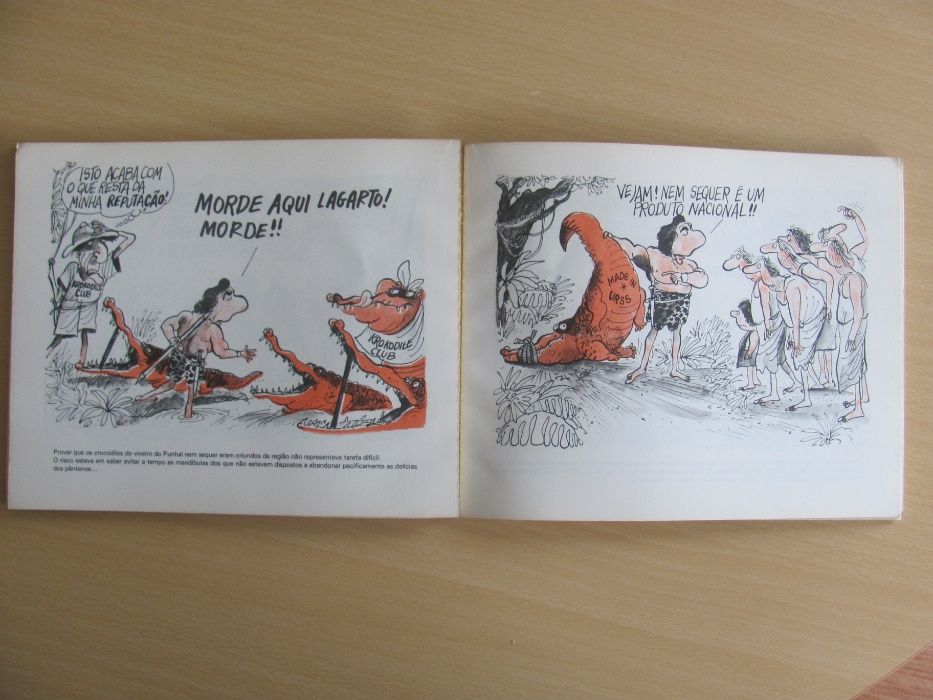 ISTO ACABA COM
O QUE RESTA DA
MINHA REPUTAÇÃO!
MORDE AQUI LAGARTO!
MORDE!!
KROKODILE
CLUB
KROKODILE
CLUB
Provar que os crocodilos do viveiro do Punhal nem sequer eram oriundos da região não representava tarefa difícil.
O risco estava em saber evitar a tempo as mandíbulas dos que não estavam dispostos a abandonar pacificamente as delícias
dos pântanos...
VEJAM! NEM SEQUER É UM
PRODUTO NACIONAL!!
MADE IN
URSS